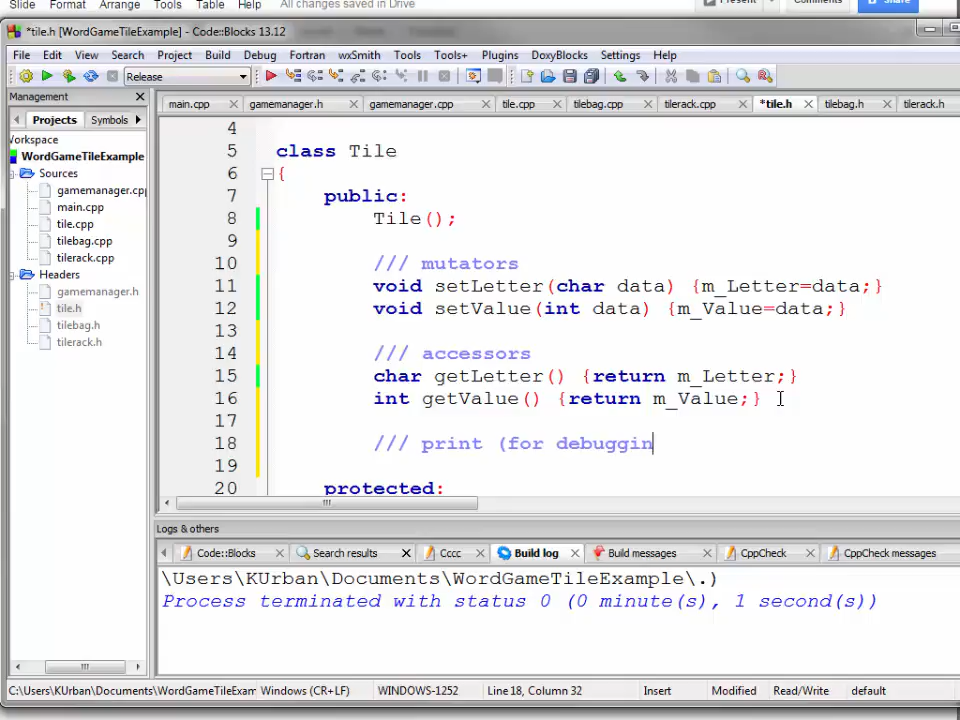 Slide Format Arrange Tools Table Help All changes saved in Drive Present Comments Share
*tile.h [WordGameTileExample] - Code::Blocks 13.12
File Edit View Search Project Build Debug Fortran wxSmith Tools Tools+ Plugins DoxyBlocks Settings Help
Release
Management
main.cpp gamemanager.h gamemanager.cpp tile.cpp tilebag.cpp tilerack.cpp *tile.h tilebag.h tilerack.h
Projects Symbols
Workspace
WordGameTileExample
Sources
gamemanager.cpp
main.cpp
tile.cpp
tilebag.cpp
tilerack.cpp
Headers
gamemanager.h
tile.h
tilebag.h
tilerack.h
4
5 class Tile
6 {
7 public:
8 Tile();
9
10 /// mutators
11 void setLetter(char data) {m_Letter=data;}
12 void setValue(int data) {m_Value=data;}
13
14 /// accessors
15 char getLetter() {return m_Letter;}
16 int getValue() {return m_Value;}
17
18 /// print (for debuggin
19
20 protected:
Logs & others
Code::Blocks Search results Cccc Build log Build messages CppCheck CppCheck messages
\Users\KUrban\Documents\WordGameTileExample\.)
Process terminated with status 0 (0 minute(s), 1 second(s))
C:\Users\KUrban\Documents\WordGameTileExam Windows (CR+LF) WINDOWS-1252 Line 18, Column 32 Insert Modified Read/Write default